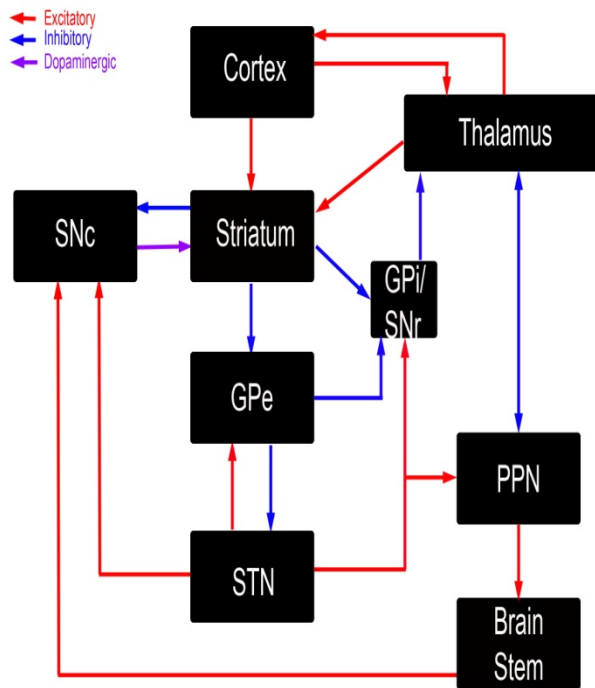 Excitatory
Inhibitory
Dopaminergic
Cortex
Thalamus
SNc
Striatum
GPi/
SNr
GPe
PPN
STN
Brain
Stem